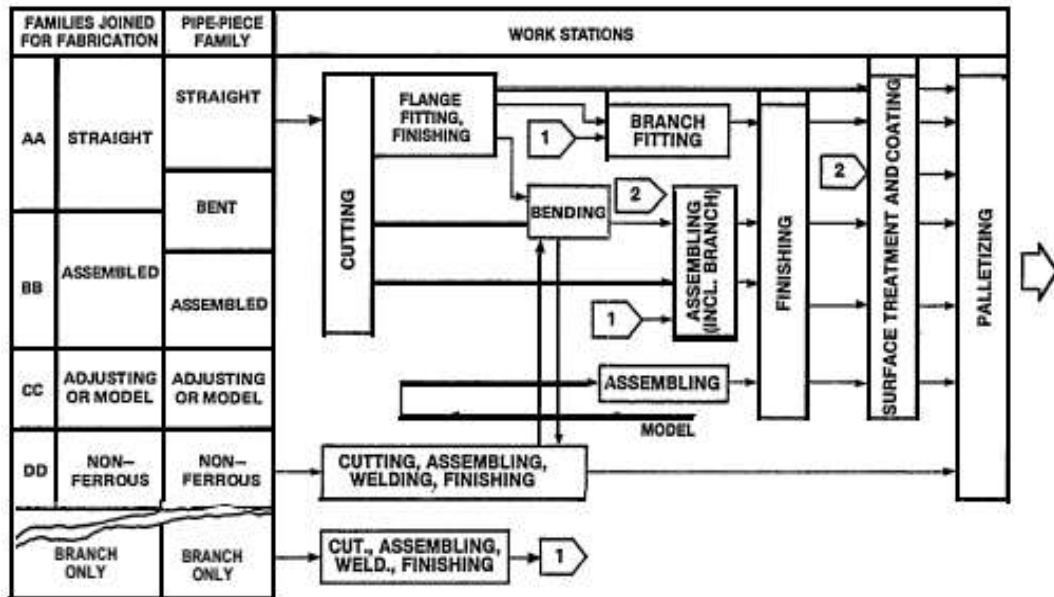 FAMILIES JOINED
FOR FABRICATION
PIPE-PIECE
FAMILY
WORK STATIONS
AA
STRAIGHT
STRAIGHT
BENT
BB
ASSEMBLED
ASSEMBLED
CC
ADJUSTING
OR MODEL
ADJUSTING
OR MODEL
DD
NON–
FERROUS
NON–
FERROUS
BRANCH
ONLY
BRANCH
ONLY
CUTTING
FLANGE
FITTING,
FINISHING
1
BRANCH
FITTING
BENDING
2
ASSEMBLING
(INCL. BRANCH)
1
ASSEMBLING
MODEL
FINISHING
2
SURFACE TREATMENT AND COATING
PALLETIZING
CUTTING, ASSEMBLING,
WELDING, FINISHING
CUT., ASSEMBLING,
WELD., FINISHING
1